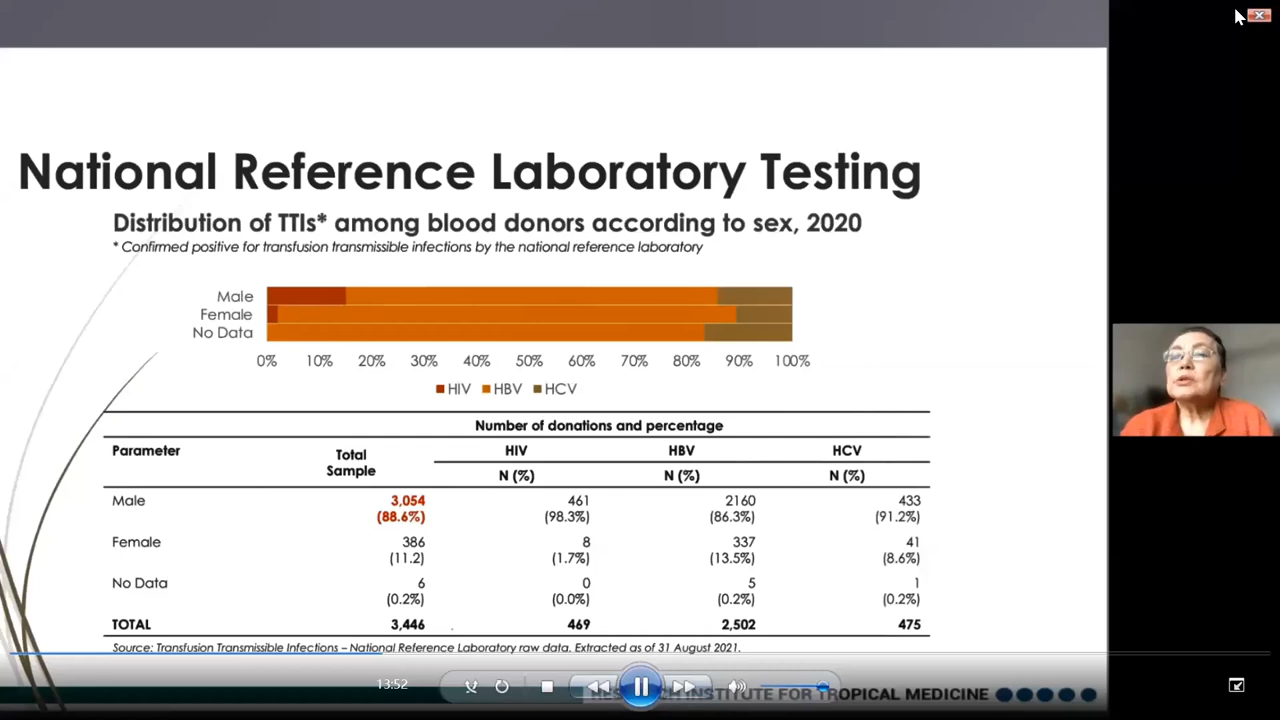 National Reference Laboratory Testing
Distribution of TTIs* among blood donors according to sex, 2020
* Confirmed positive for transfusion transmissible infections by the national reference laboratory
Male
Female
No Data
0% 10% 20% 30% 40% 50% 60% 70% 80% 90% 100%
HIV HBV HCV
Number of donations and percentage
Parameter Total Sample HIV HBV HCV
N (%) N (%) N (%)
Male 3,054 461 2160 433
(88.6%) (98.3%) (86.3%) (91.2%)
Female 386 8 337 41
(11.2) (1.7%) (13.5%) (8.6%)
No Data 6 0 5 1
(0.2%) (0.0%) (0.2%) (0.2%)
TOTAL 3,446 469 2,502 475
Source: Transfusion Transmissible Infections – National Reference Laboratory raw data. Extracted as of 31 August 2021.
13:52
INSTITUTE FOR TROPICAL MEDICINE